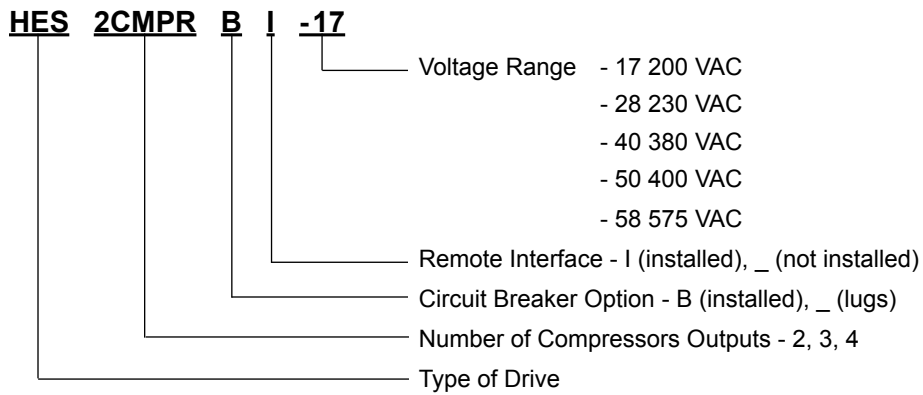 HES 2CMPR B I -17
Voltage Range - 17 200 VAC
- 28 230 VAC
- 40 380 VAC
- 50 400 VAC
- 58 575 VAC
Remote Interface - I (installed), _ (not installed)
Circuit Breaker Option - B (installed), _ (lugs)
Number of Compressors Outputs - 2, 3, 4
Type of Drive